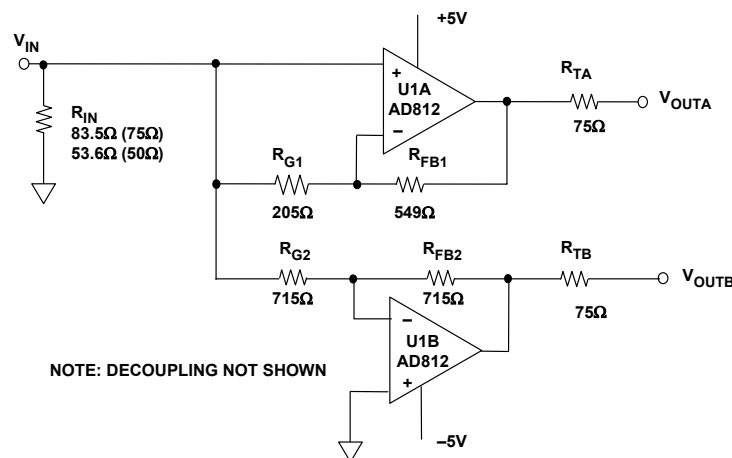 +5V
V_IN
+
U1A
AD812
−
R_TA
75Ω
V_OUTA
R_IN
83.5Ω (75Ω)
53.6Ω (50Ω)
R_G1
205Ω
R_FB1
549Ω
R_G2
715Ω
R_FB2
715Ω
R_TB
75Ω
V_OUTB
−
U1B
AD812
+
NOTE: DECOUPLING NOT SHOWN
−5V